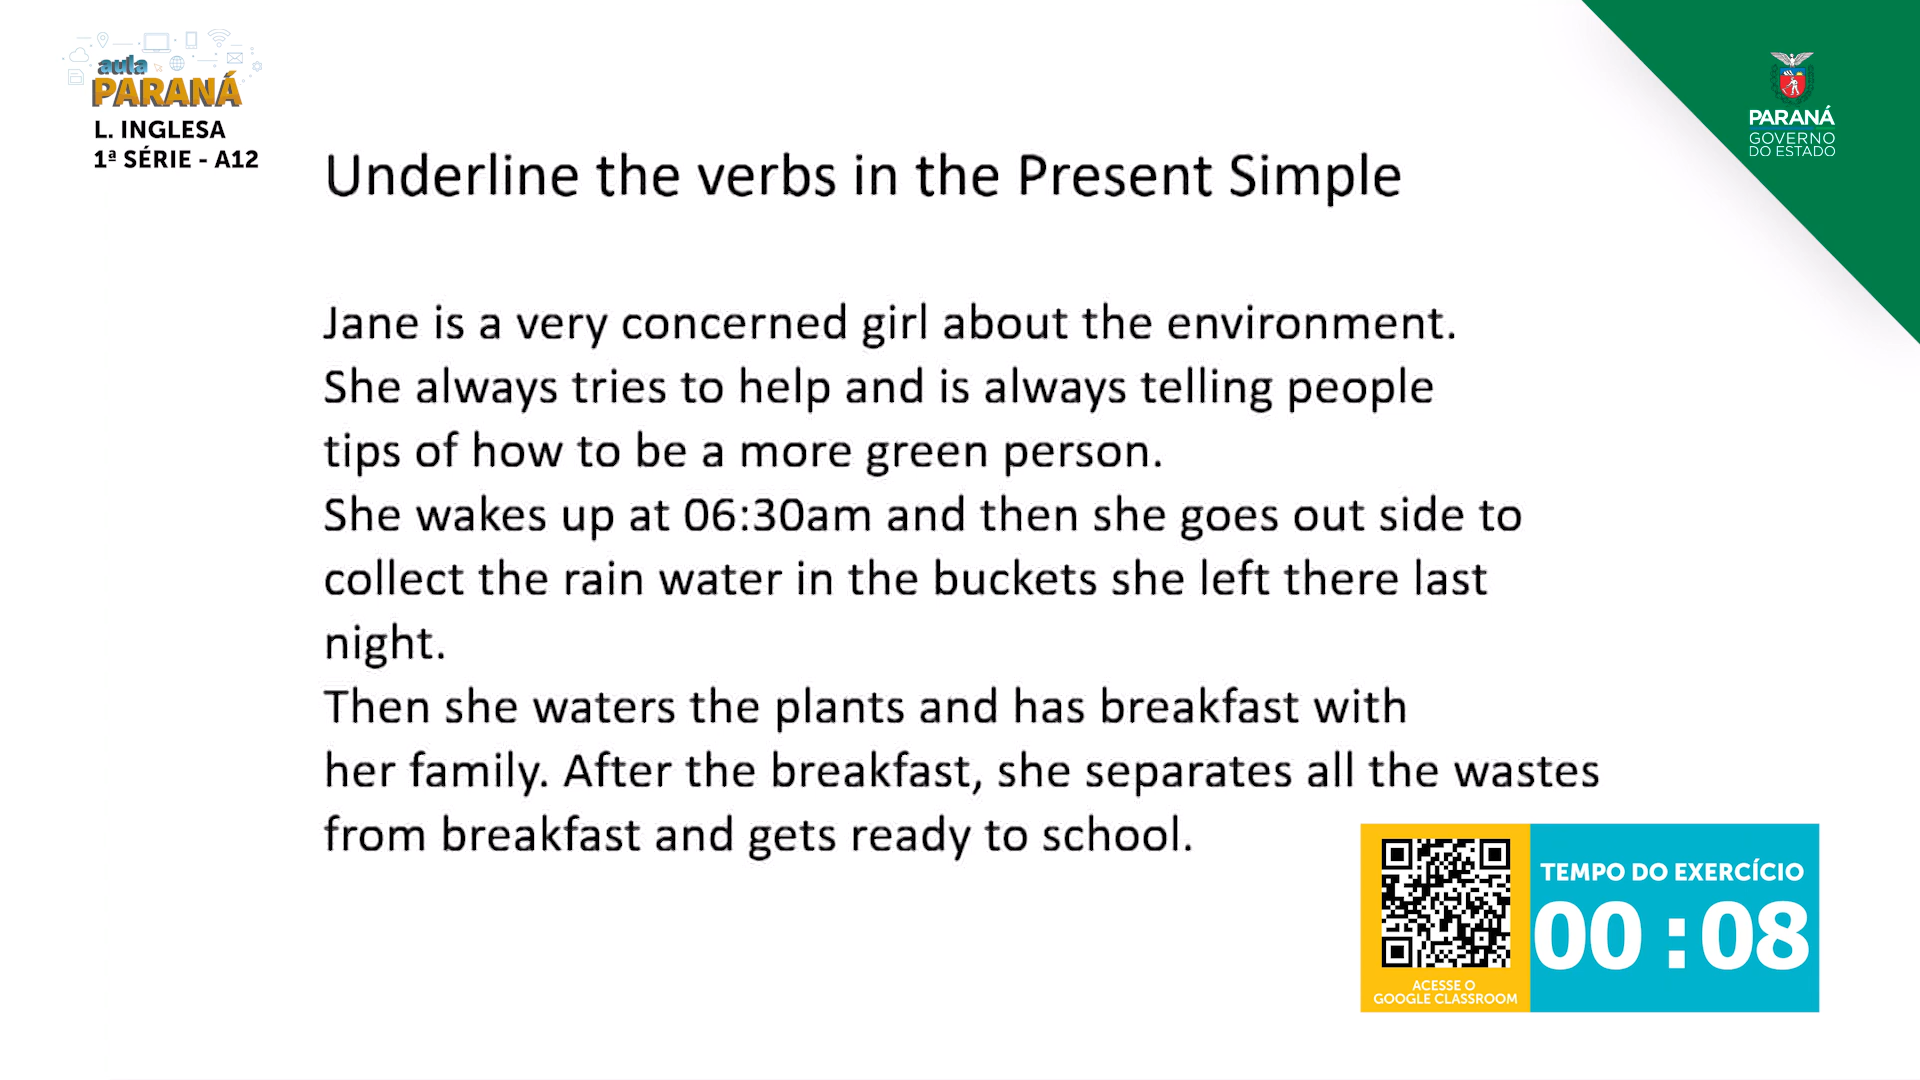 aula
PARANÁ
L. INGLESA
1ª SÉRIE - A12
PARANÁ
GOVERNO
DO ESTADO
Underline the verbs in the Present Simple
Jane is a very concerned girl about the environment.
She always tries to help and is always telling people
tips of how to be a more green person.
She wakes up at 06:30am and then she goes out side to
collect the rain water in the buckets she left there last
night.
Then she waters the plants and has breakfast with
her family. After the breakfast, she separates all the wastes
from breakfast and gets ready to school.
ACESSE O
GOOGLE CLASSROOM
TEMPO DO EXERCÍCIO
00:08